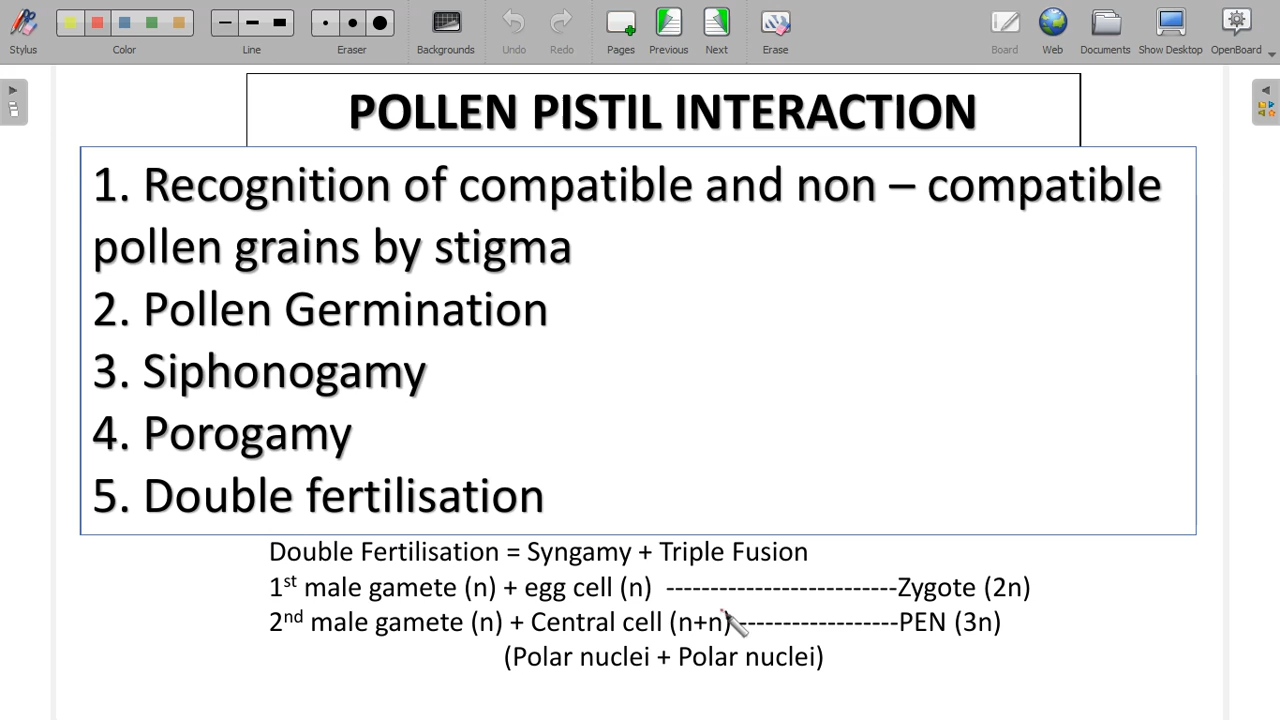 Stylus Color Line Eraser Backgrounds Undo Redo Pages Previous Next Erase Board Web Documents Show Desktop OpenBoard
POLLEN PISTIL INTERACTION
1. Recognition of compatible and non – compatible
pollen grains by stigma
2. Pollen Germination
3. Siphonogamy
4. Porogamy
5. Double fertilisation
Double Fertilisation = Syngamy + Triple Fusion
1st male gamete (n) + egg cell (n) --------------------------Zygote (2n)
2nd male gamete (n) + Central cell (n+n)------------------PEN (3n)
(Polar nuclei + Polar nuclei)